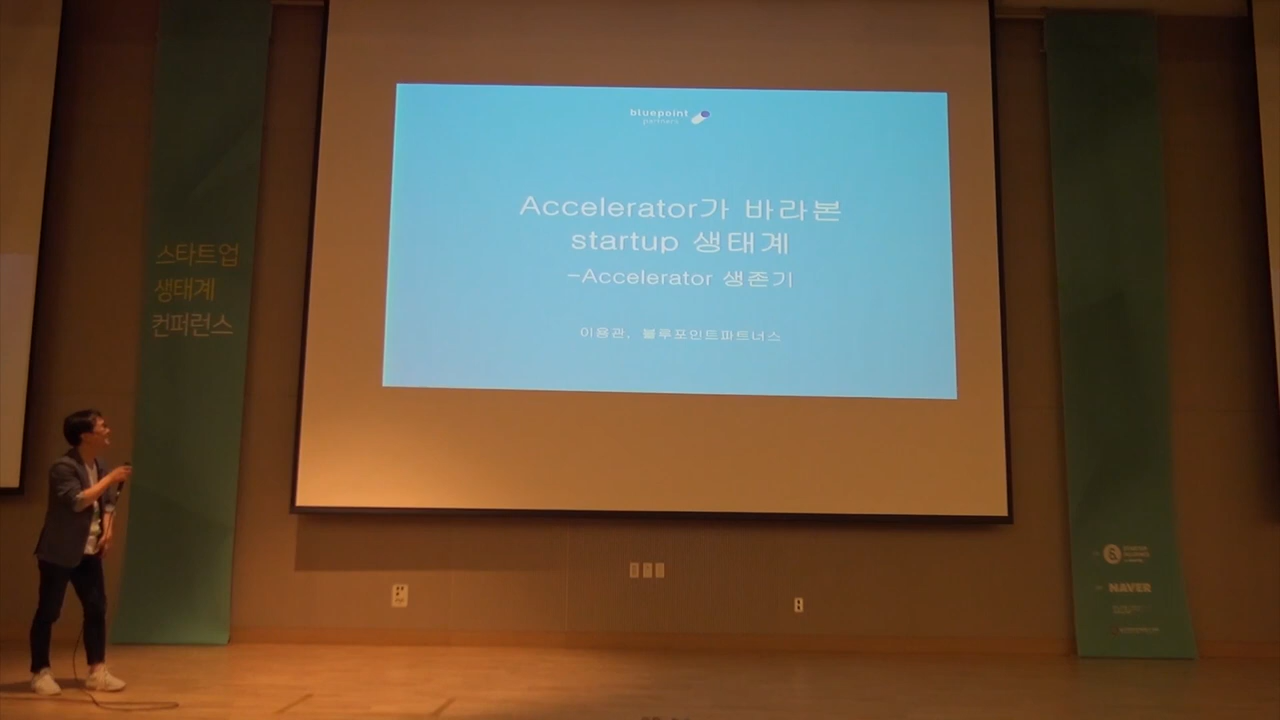 bluepoint
partners
Accelerator가 바라본
startup 생태계
-Accelerator 생존기
이용관, 블루포인트파트너스
스타트업
생태계
컨퍼런스
STARTUP
ALLIANCE
NAVER